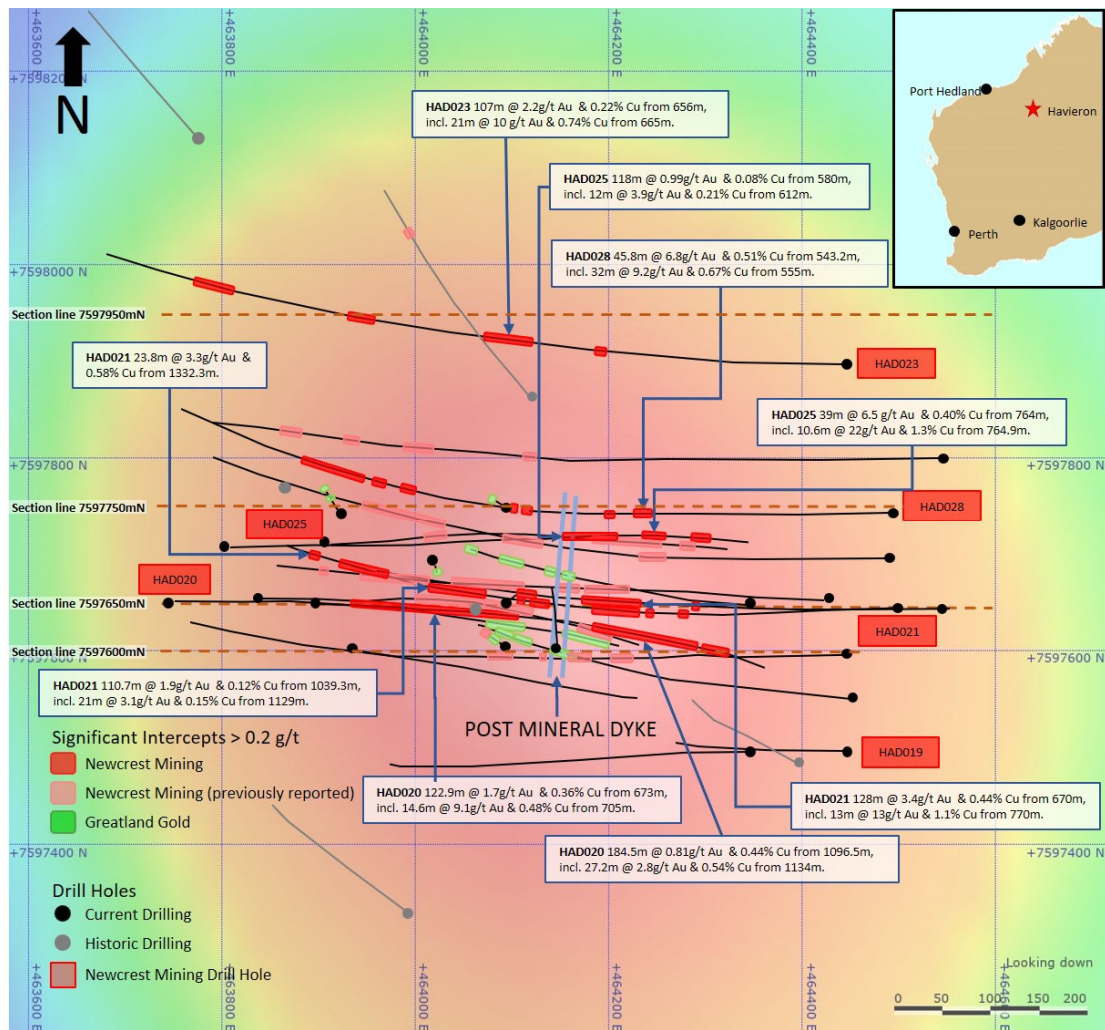 +463600 E
+463800 E
+464000 E
+464200 E
+464400 E
+7598200 N
N
Port Hedland
Havieron
Kalgoorlie
Perth
HAD023 107m @ 2.2g/t Au & 0.22% Cu from 656m,
incl. 21m @ 10 g/t Au & 0.74% Cu from 665m.
HAD025 118m @ 0.99g/t Au & 0.08% Cu from 580m,
incl. 12m @ 3.9g/t Au & 0.21% Cu from 612m.
HAD028 45.8m @ 6.8g/t Au & 0.51% Cu from 543.2m,
incl. 32m @ 9.2g/t Au & 0.67% Cu from 555m.
+7598000 N
Section line 7597950mN
HAD021 23.8m @ 3.3g/t Au &
0.58% Cu from 1332.3m.
HAD023
HAD025 39m @ 6.5 g/t Au & 0.40% Cu from 764m,
incl. 10.6m @ 22g/t Au & 1.3% Cu from 764.9m.
+7597800 N
+7597800 N
Section line 7597750mN
HAD028
HAD025
HAD020
Section line 7597650mN
HAD021
Section line 7597600mN
+7597600 N
+7597600 N
HAD021 110.7m @ 1.9g/t Au & 0.12% Cu from 1039.3m,
incl. 21m @ 3.1g/t Au & 0.15% Cu from 1129m.
POST MINERAL DYKE
HAD019
Significant Intercepts > 0.2 g/t
Newcrest Mining
Newcrest Mining (previously reported)
Greatland Gold
HAD020 122.9m @ 1.7g/t Au & 0.36% Cu from 673m,
incl. 14.6m @ 9.1g/t Au & 0.48% Cu from 705m.
HAD021 128m @ 3.4g/t Au & 0.44% Cu from 670m,
incl. 13m @ 13g/t Au & 1.1% Cu from 770m.
HAD020 184.5m @ 0.81g/t Au & 0.44% Cu from 1096.5m,
incl. 27.2m @ 2.8g/t Au & 0.54% Cu from 1134m.
+7597400 N
+7597400 N
Drill Holes
Current Drilling
Historic Drilling
Newcrest Mining Drill Hole
Looking down
0 50 100 150 200
+463600 E
+463800 E
+464000 E
+464200 E
+464400 E